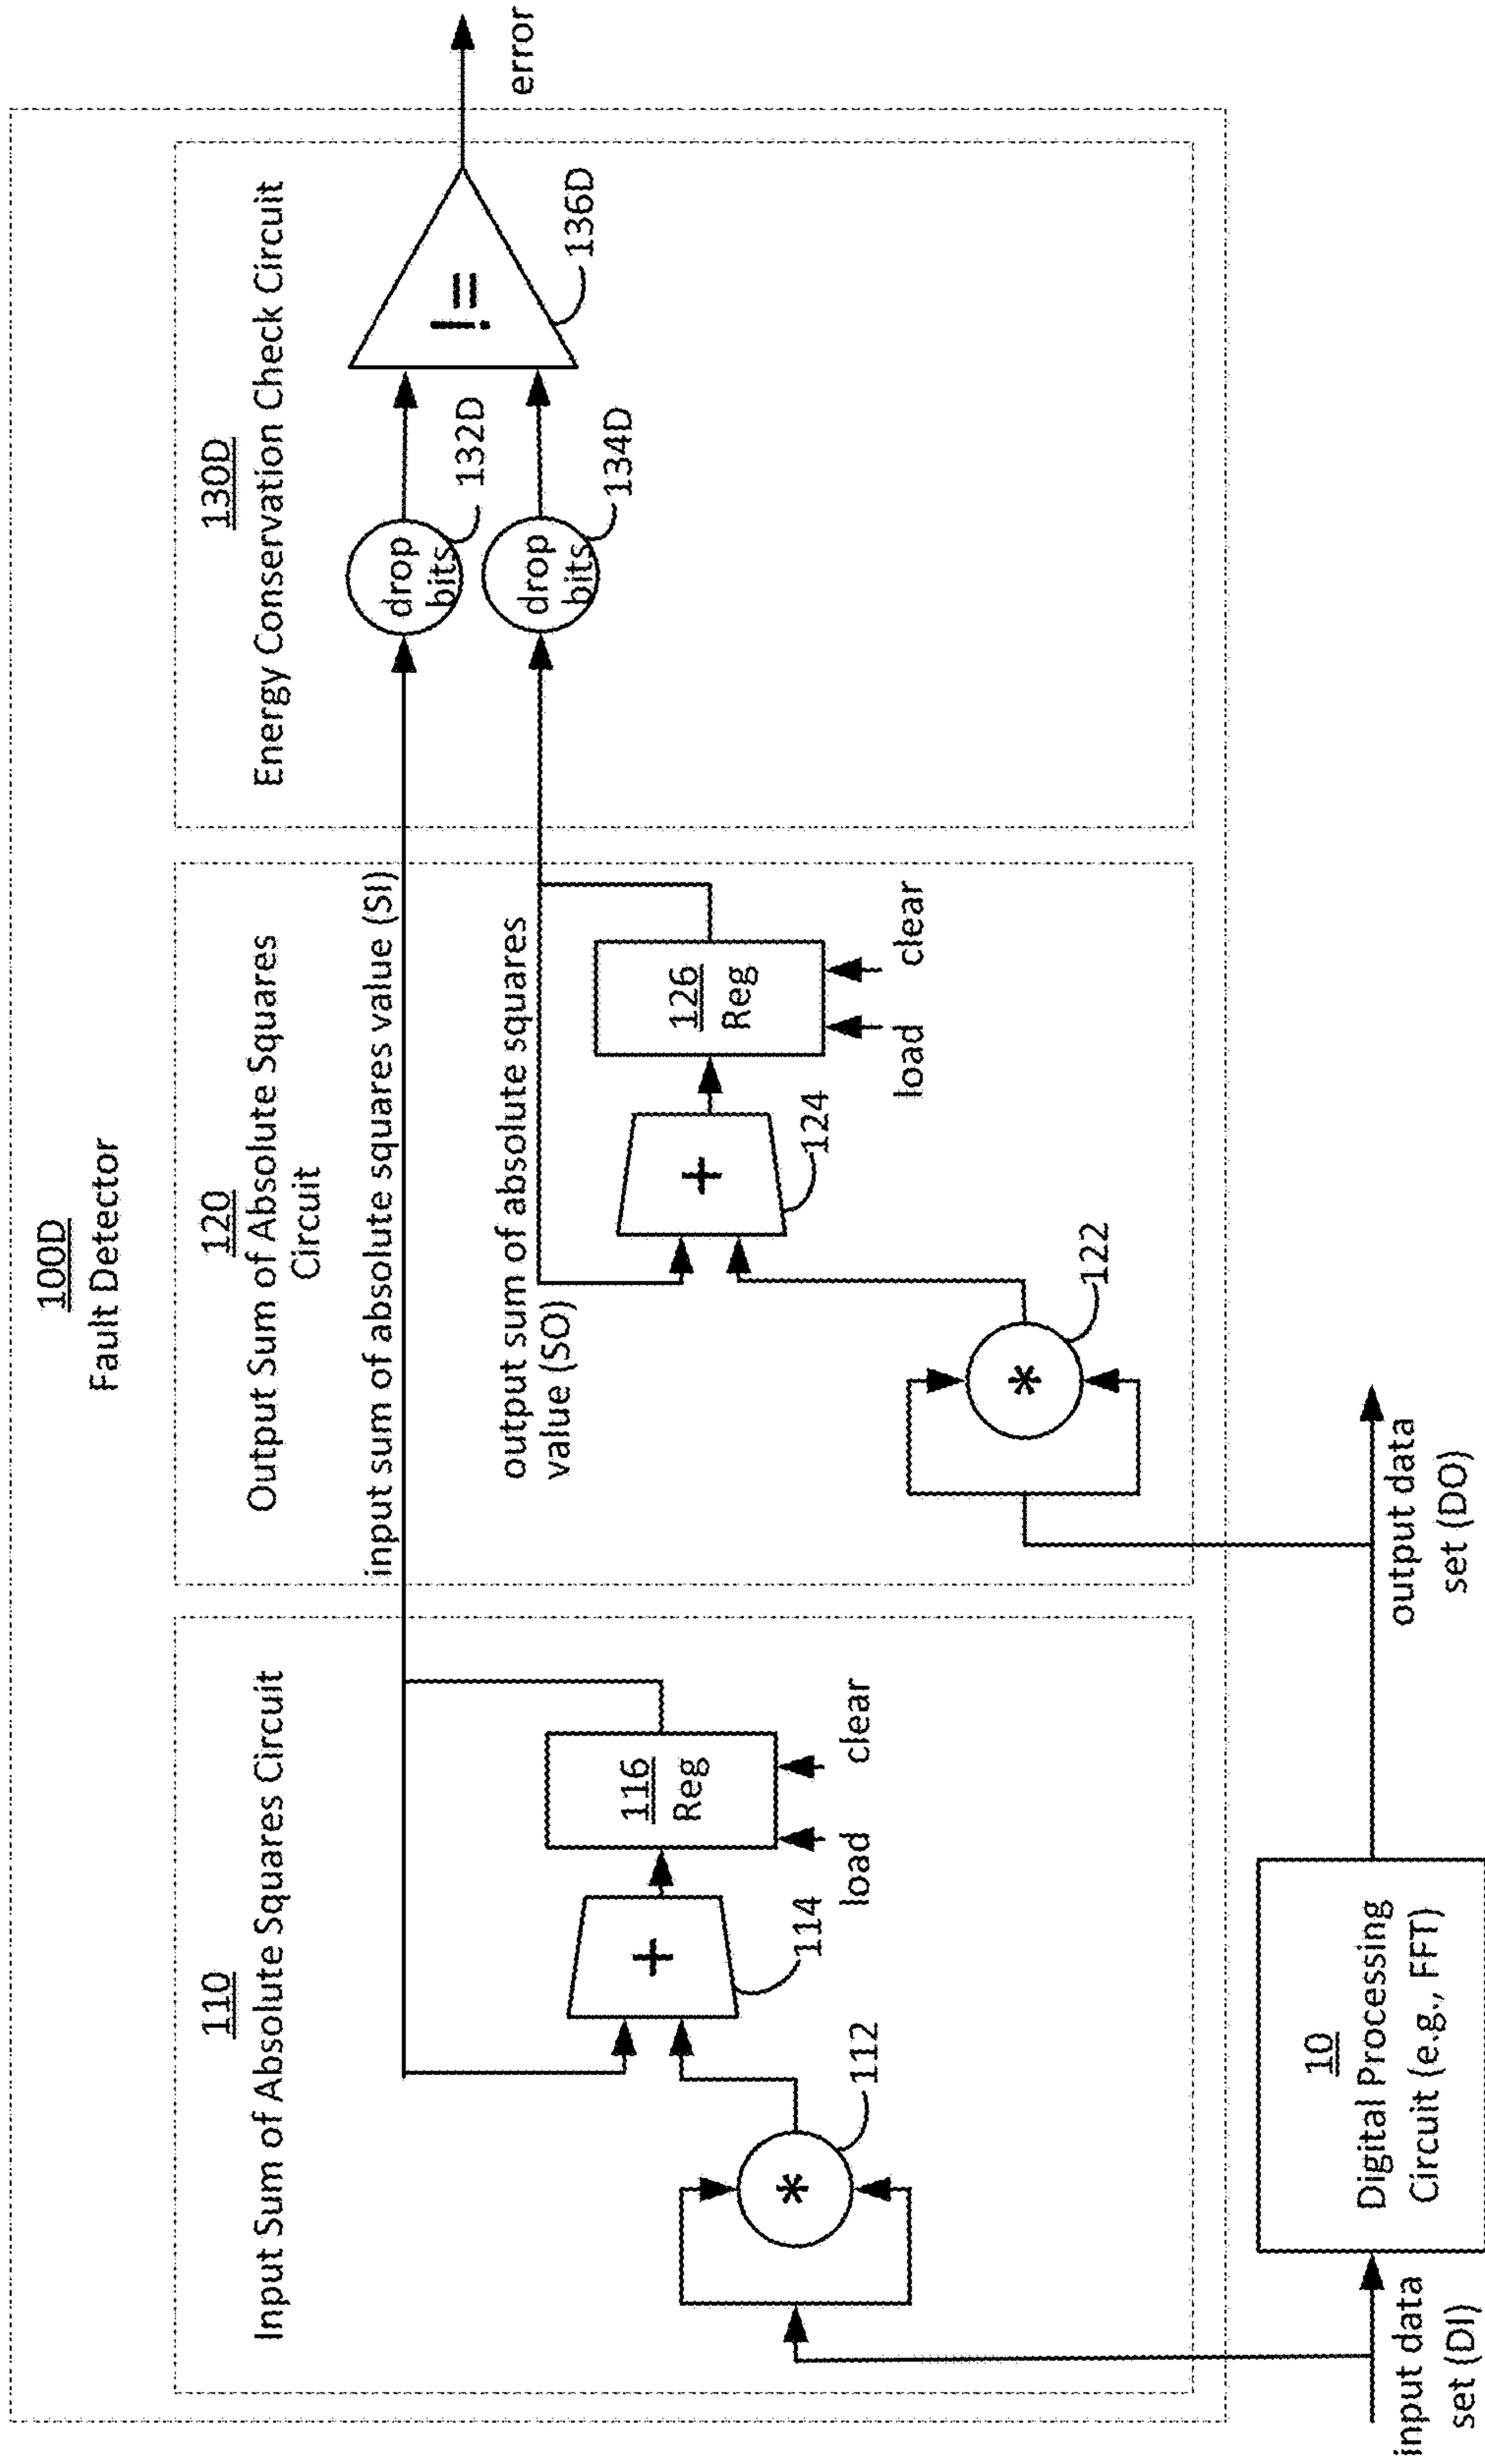 100D
Fault Detector
110
Input Sum of Absolute Squares Circuit
*
112
+
114
116
Reg
load
clear
120
Output Sum of Absolute Squares
Circuit
input sum of absolute squares value (SI)
output sum of absolute squares
value (SO)
*
122
+
124
126
Reg
load
clear
130D
Energy Conservation Check Circuit
drop
bits
132D
drop
bits
134D
!=
136D
error
input data
set (DI)
10
Digital Processing
Circuit (e.g., FFT)
output data
set (DO)